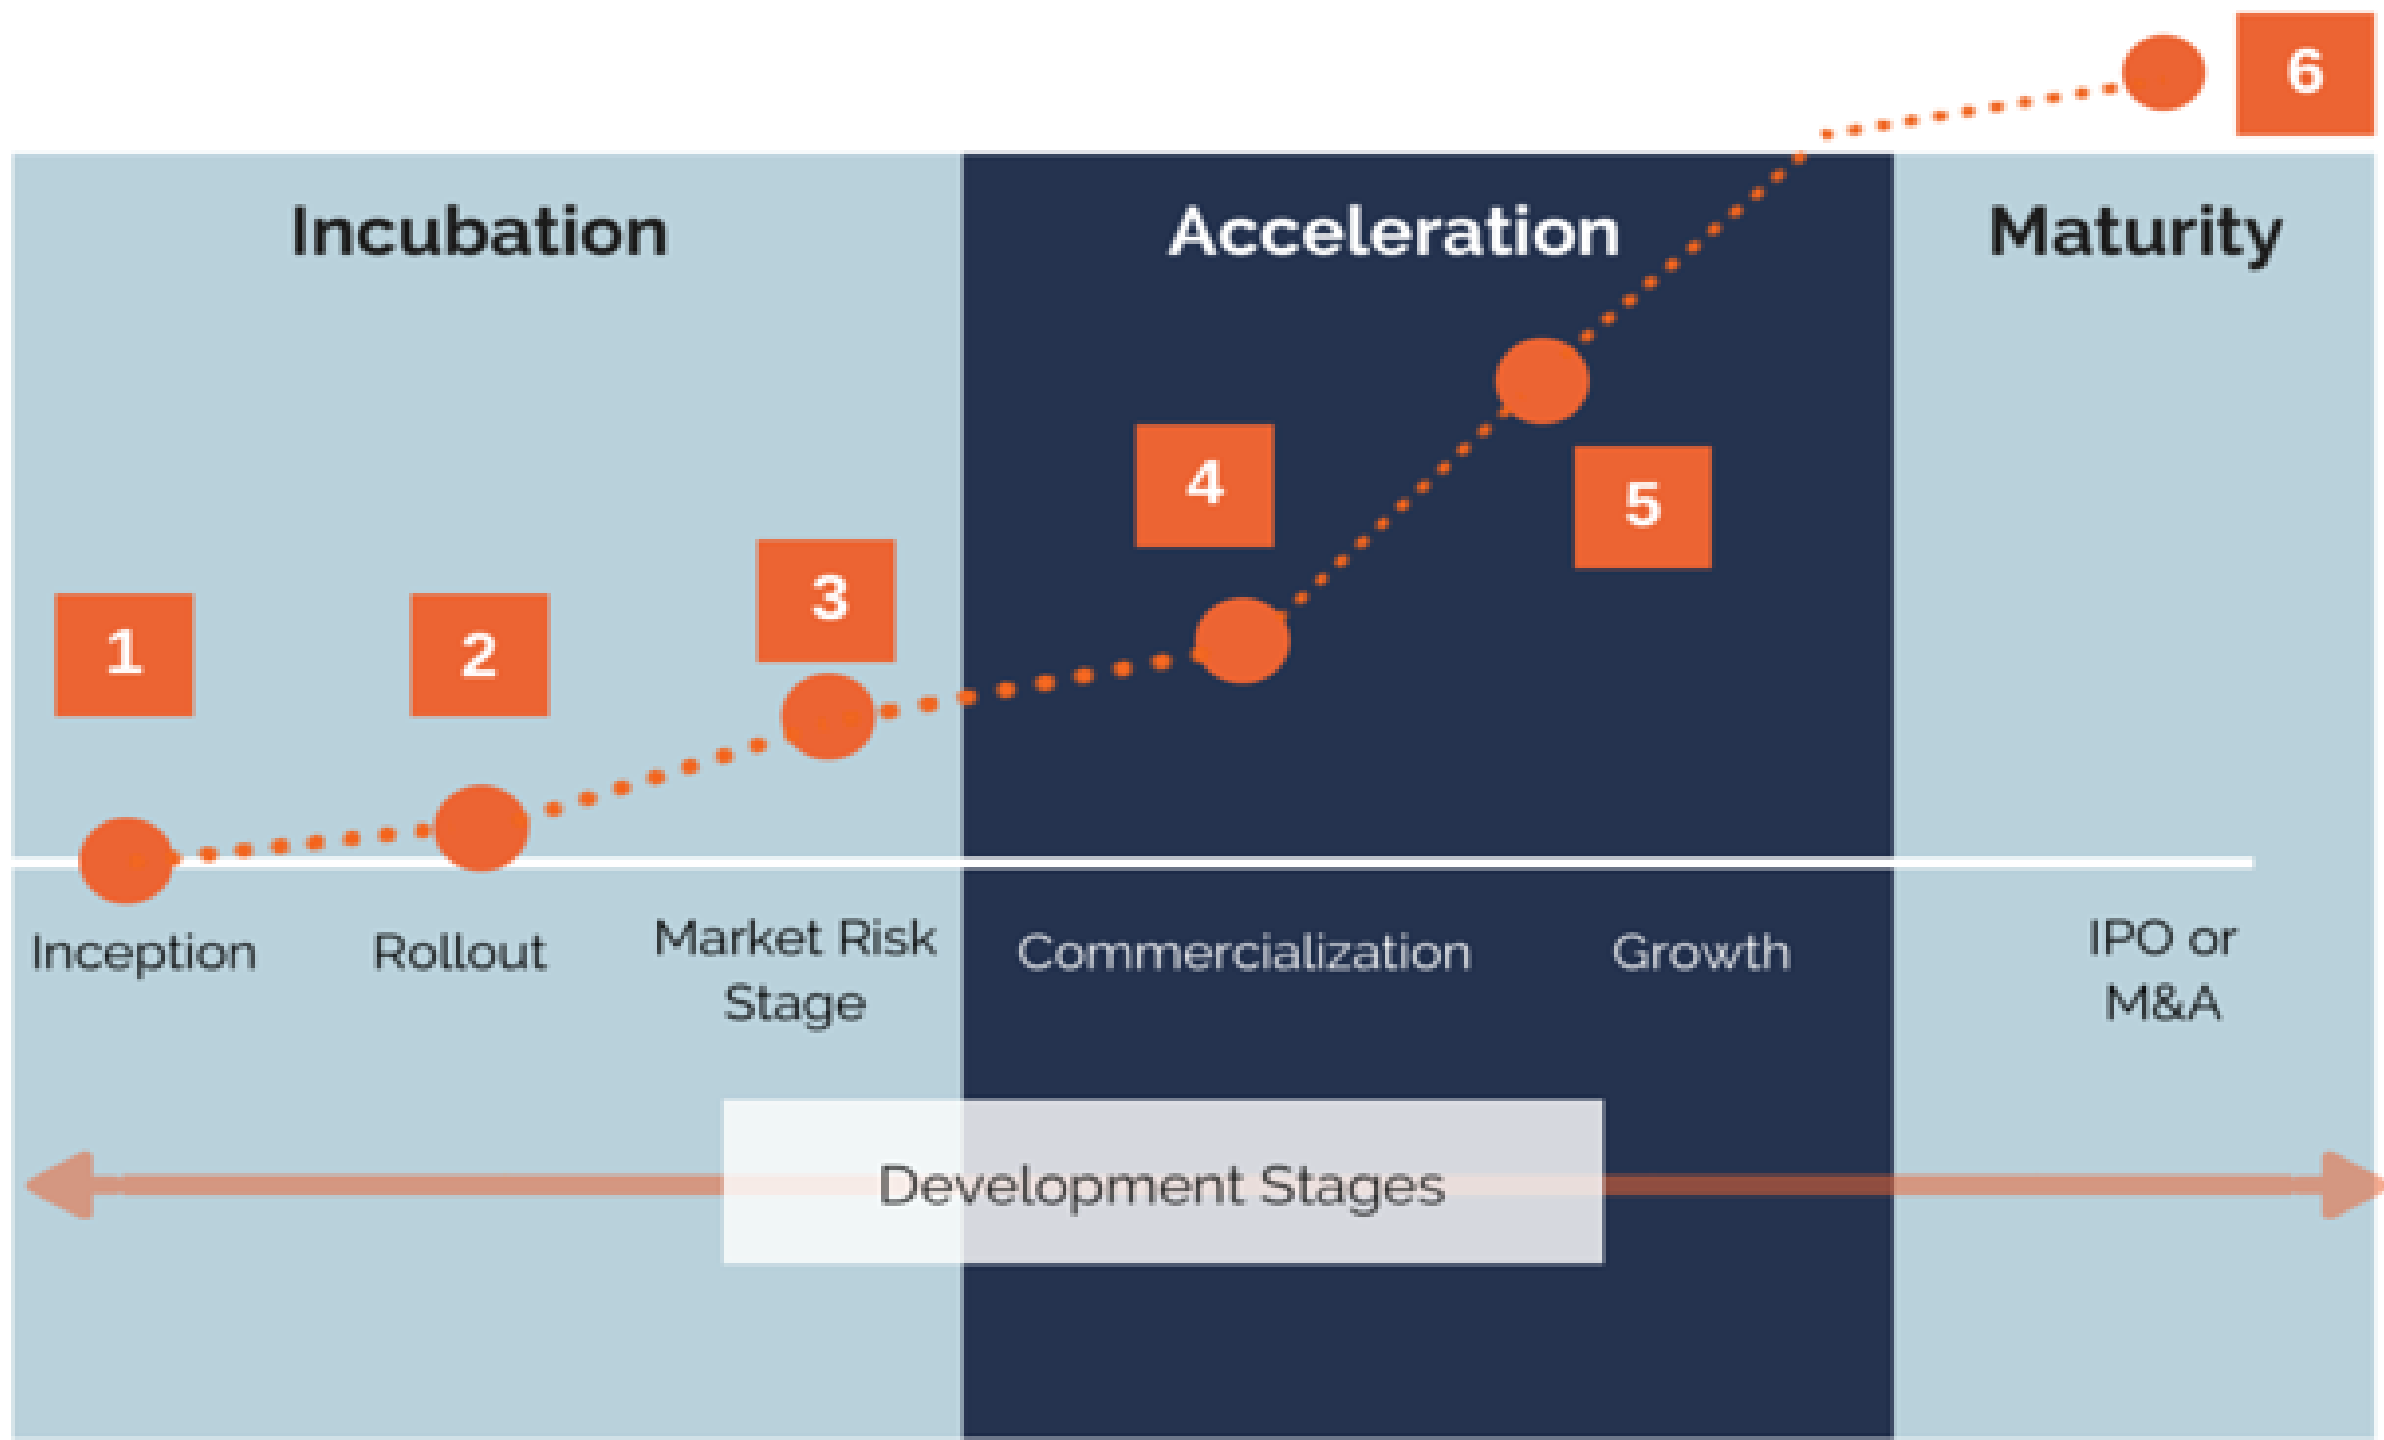 6
Incubation
Acceleration
Maturity
4
5
3
1
2
Inception
Rollout
Market Risk
Stage
Commercialization
Growth
IPO or
M&A
Development Stages